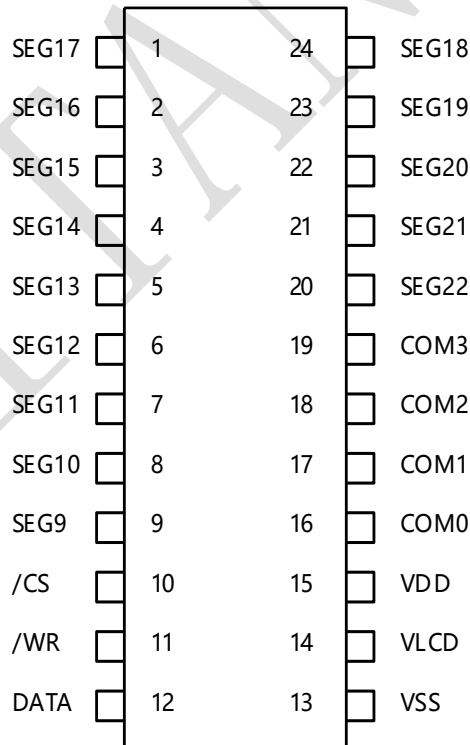 SEG17 1 24 SEG18
SEG16 2 23 SEG19
SEG15 3 22 SEG20
SEG14 4 21 SEG21
SEG13 5 20 SEG22
SEG12 6 19 COM3
SEG11 7 18 COM2
SEG10 8 17 COM1
SEG9 9 16 COM0
/CS 10 15 VDD
/WR 11 14 VLCD
DATA 12 13 VSS